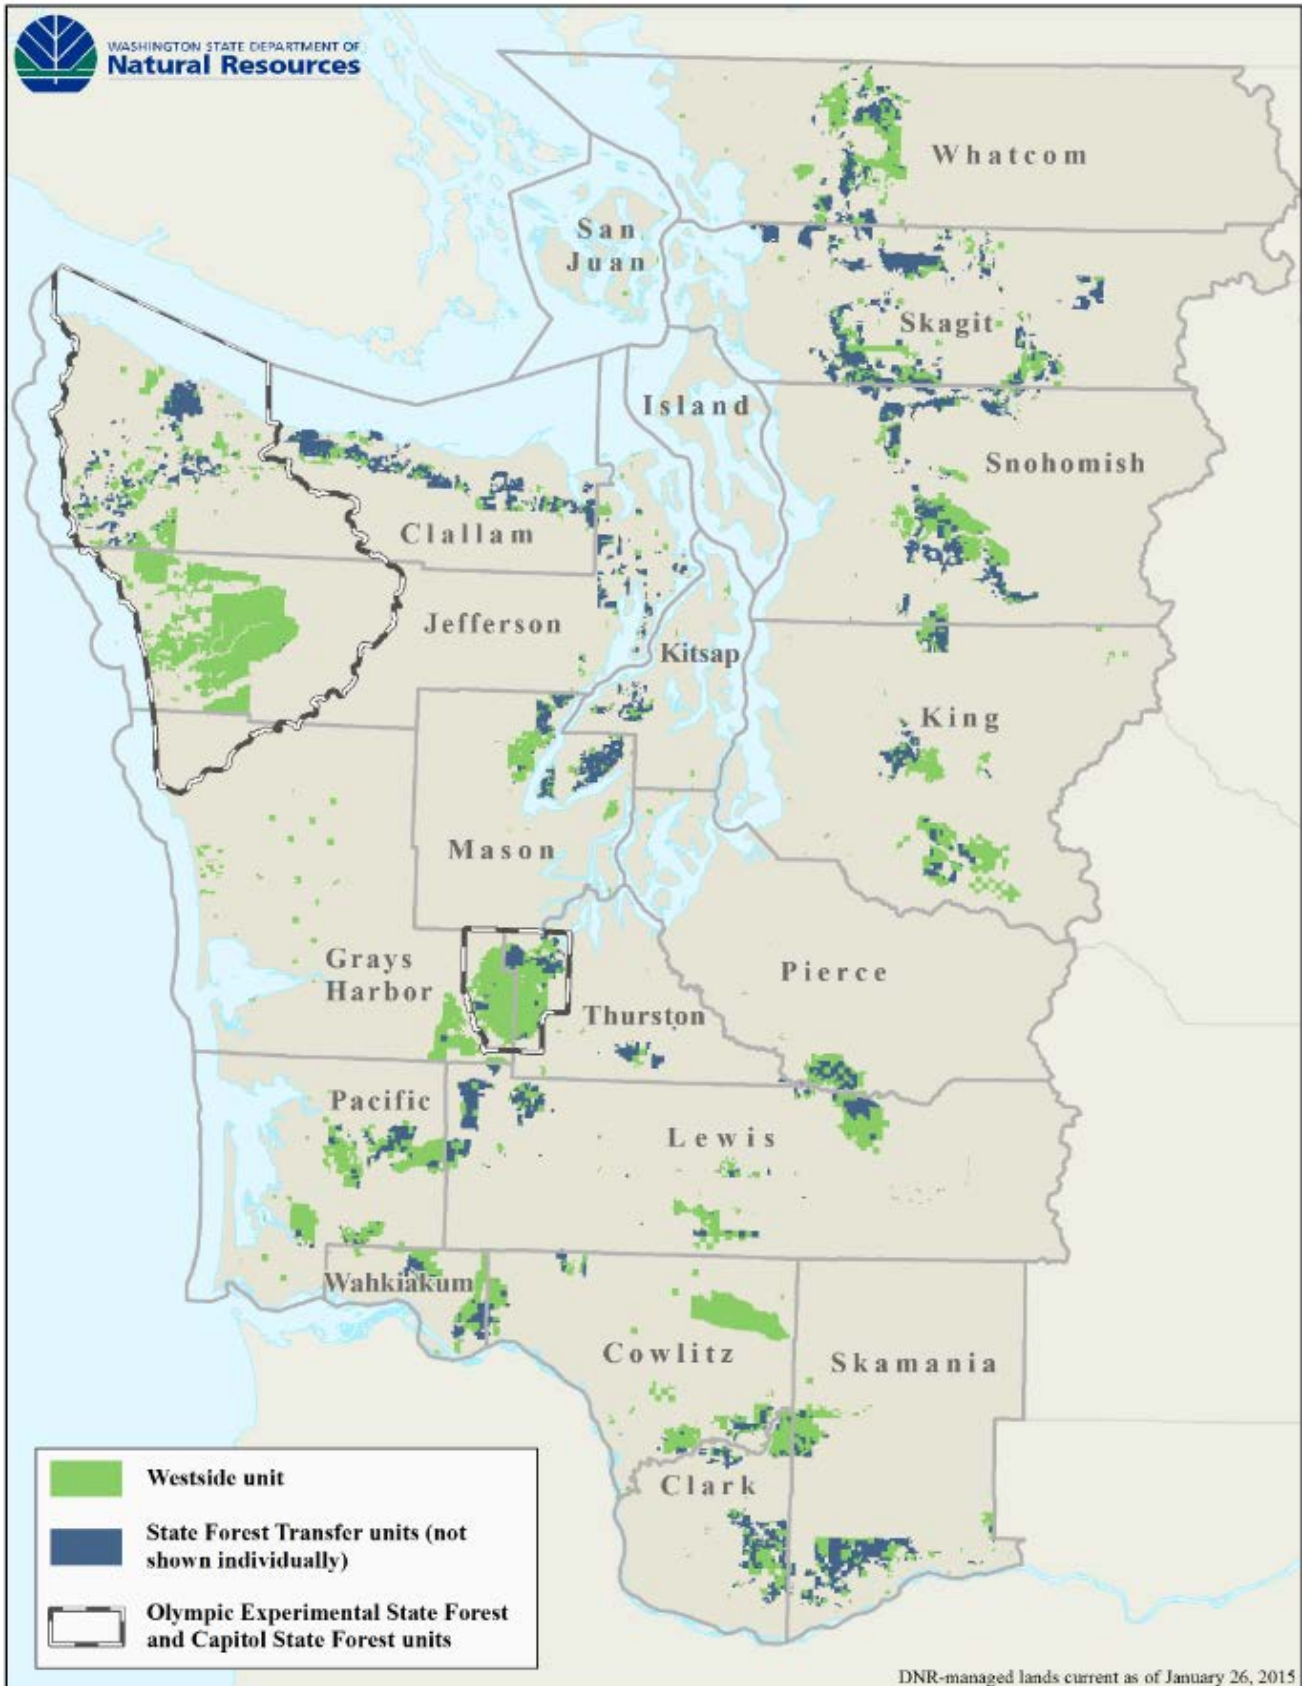 WASHINGTON STATE DEPARTMENT OF
Natural Resources
Whatcom
San
Juan
Skagit
Island
Snohomish
Clallam
Jefferson
Kitsap
King
Mason
Grays
Harbor
Pierce
Thurston
Pacific
Lewis
Wahkiakum
Cowlitz
Skamania
Clark
Westside unit
State Forest Transfer units (not
shown individually)
Olympic Experimental State Forest
and Capitol State Forest units
DNR-managed lands current as of January 26, 2015